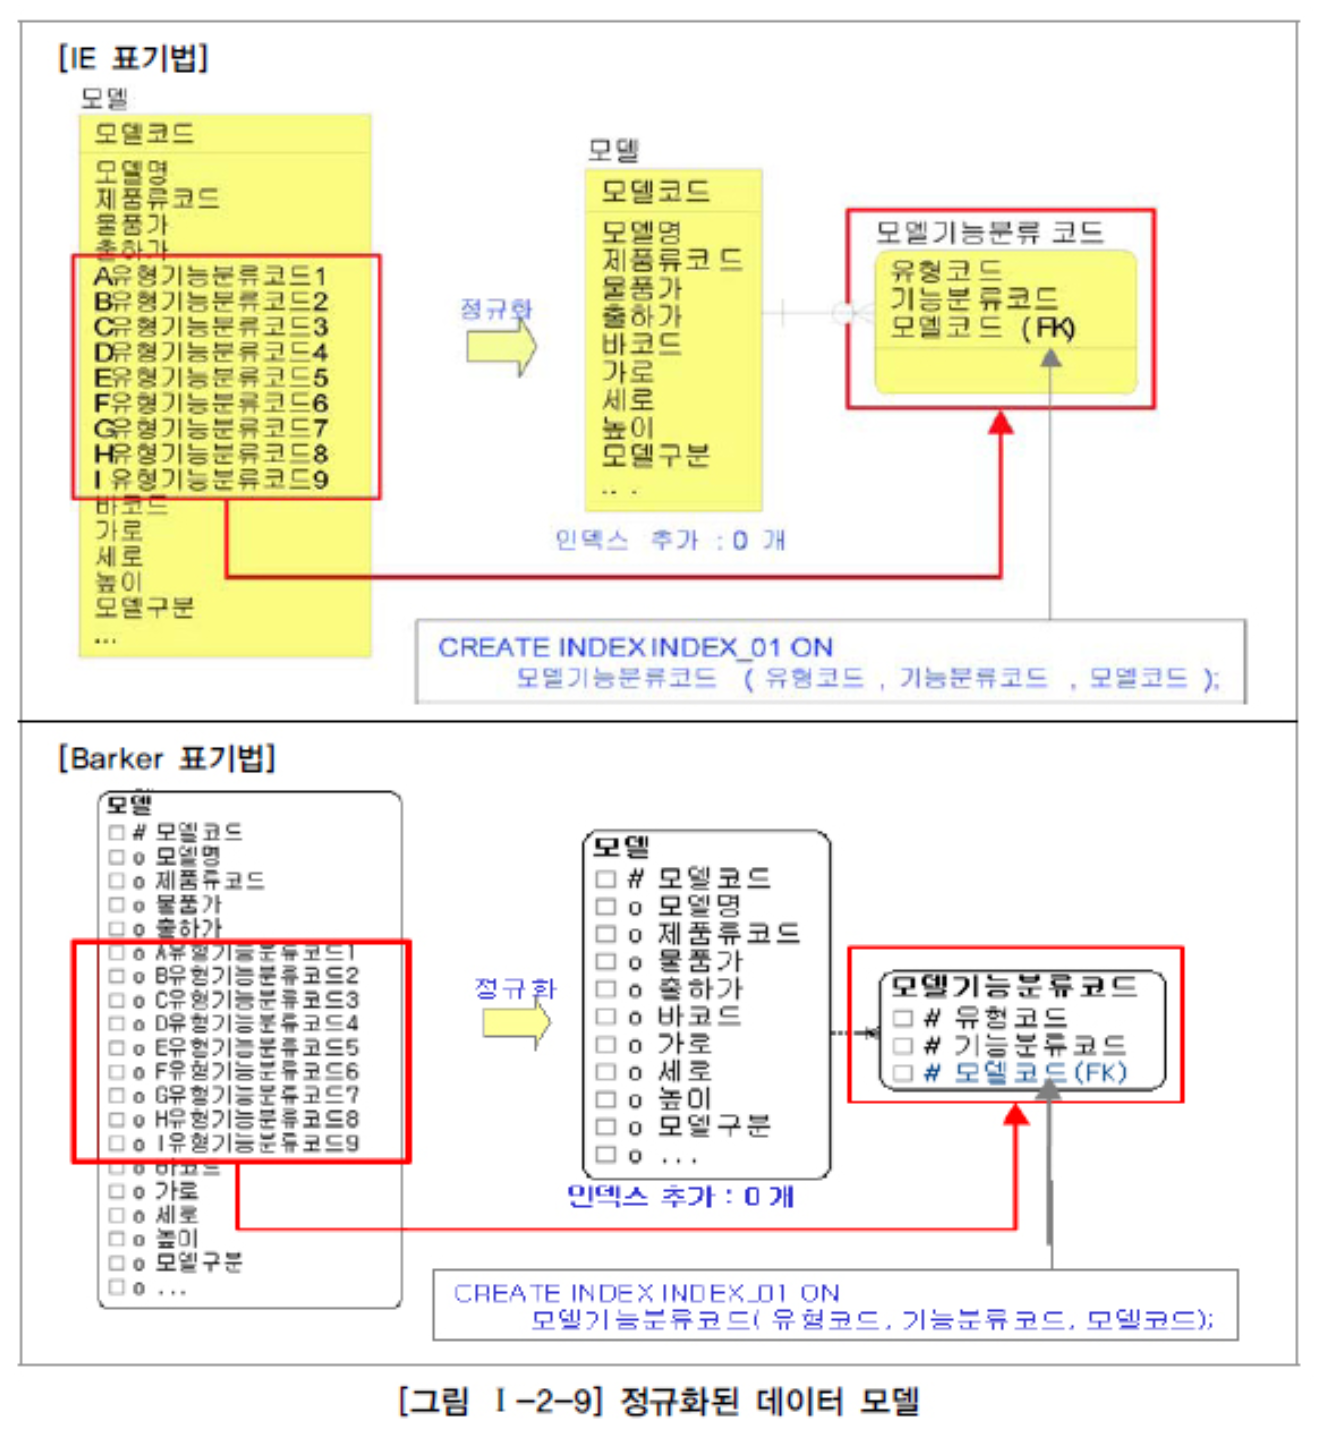 [IE 표기법]
모델
모델코드
모델명
제품류코드
물품가
출하가
A유형기능분류코드1
B유형기능분류코드2
C유형기능분류코드3
D유형기능분류코드4
E유형기능분류코드5
F유형기능분류코드6
G유형기능분류코드7
H유형기능분류코드8
I 유형기능분류코드9
바코드
가로
세로
높이
모델구분
...
정규화
모델
모델코드
모델명
제품류코드
물품가
출하가
바코드
가로
세로
높이
모델구분
.. .
인덱스 추가 : 0 개
모델기능분류 코드
유형코드
기능분류코드
모델코드 (FK)
CREATE INDEX INDEX_01 ON
모델기능분류코드 ( 유형코드 , 기능분류코드 , 모델코드 );
[Barker 표기법]
모델
# 모델코드
o 모델명
o 제품류코드
o 물품가
o 출하가
o A유형기능분류코드1
o B유형기능분류코드2
o C유형기능분류코드3
o D유형기능분류코드4
o E유형기능분류코드5
o F유형기능분류코드6
o G유형기능분류코드7
o H유형기능분류코드8
o I유형기능분류코드9
o 바코드
o 가로
o 세로
o 높이
o 모델구분
o ...
정규화
모델
# 모델코드
o 모델명
o 제품류코드
o 물품가
o 출하가
o 바코드
o 가로
o 세로
o 높이
o 모델구분
o ...
인덱스 추가 : 0 개
모델기능분류코드
# 유형코드
# 기능분류코드
# 모델코드(FK)
CREATE INDEX INDEX_01 ON
모델기능분류코드( 유형코드, 기능분류코드, 모델코드);
[그림 Ⅰ-2-9] 정규화된 데이터 모델